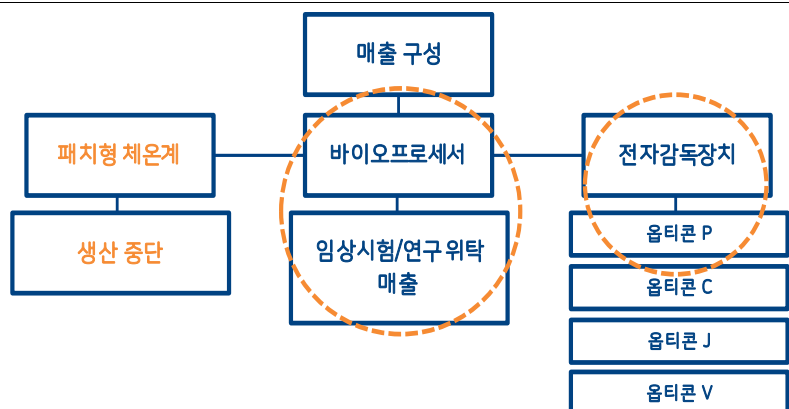 매출 구성
패치형 체온계
바이오프로세서
전자감독장치
생산 중단
임상시험/연구 위탁
매출
옵티콘 P
옵티콘 C
옵티콘 J
옵티콘 V